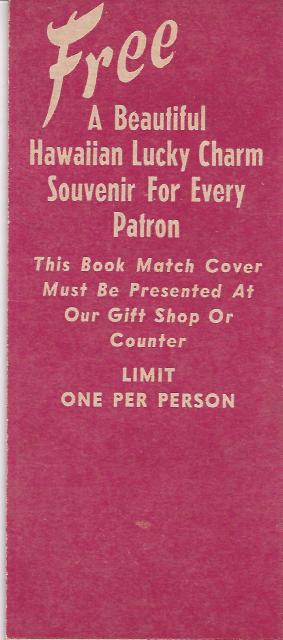 Free
A Beautiful
Hawaiian Lucky Charm
Souvenir For Every
Patron
This Book Match Cover
Must Be Presented At
Our Gift Shop Or
Counter
LIMIT
ONE PER PERSON